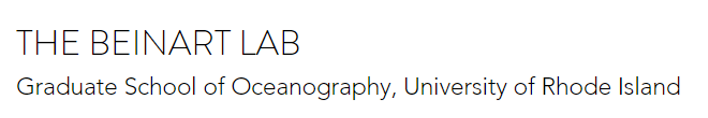 THE BEINART LAB
Graduate School of Oceanography, University of Rhode Island